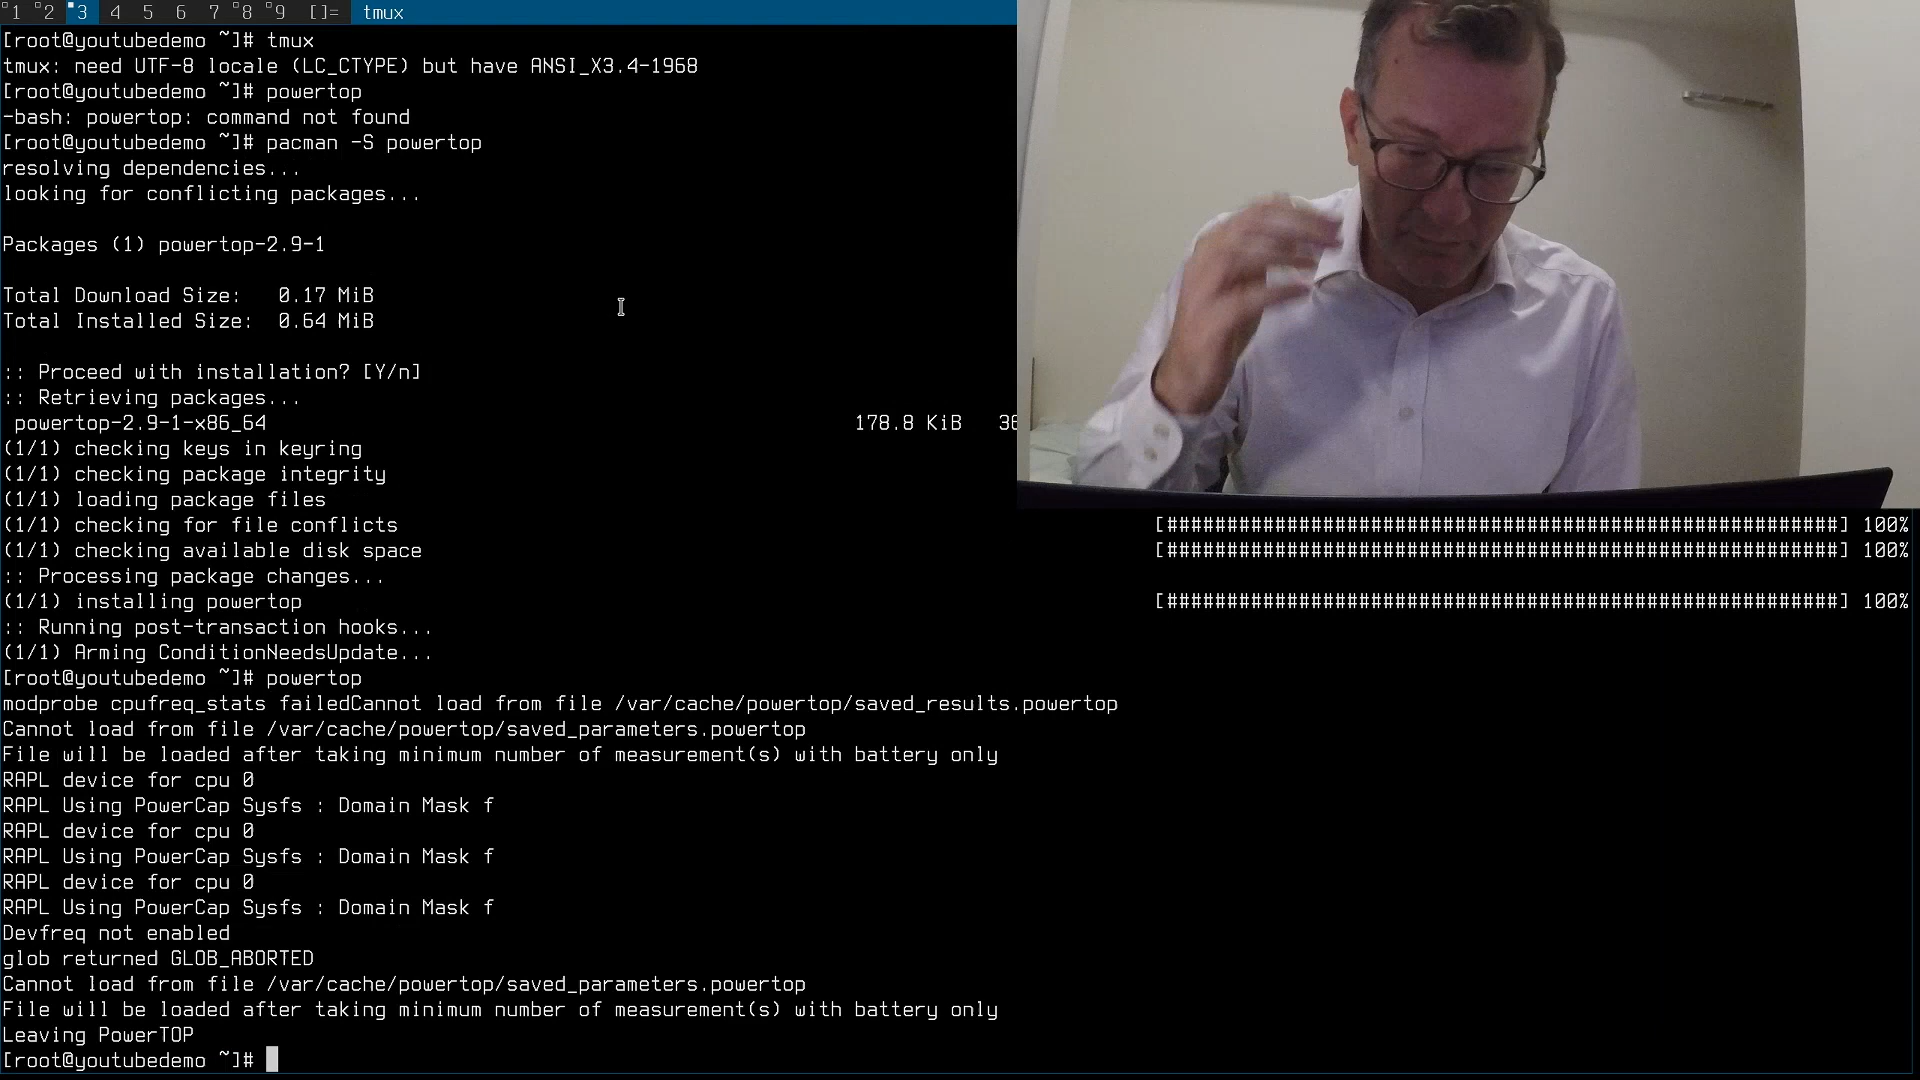 1 2 3 4 5 6 7 8 9 []= tmux
[root@youtubedemo ~]# tmux
tmux: need UTF-8 locale (LC_CTYPE) but have ANSI_X3.4-1968
[root@youtubedemo ~]# powertop
-bash: powertop: command not found
[root@youtubedemo ~]# pacman -S powertop
resolving dependencies...
looking for conflicting packages...
Packages (1) powertop-2.9-1
Total Download Size:   0.17 MiB
Total Installed Size:  0.64 MiB
:: Proceed with installation? [Y/n]
:: Retrieving packages...
powertop-2.9-1-x86_64 178.8 KiB
(1/1) checking keys in keyring
(1/1) checking package integrity
(1/1) loading package files
(1/1) checking for file conflicts [########################################################] 100%
(1/1) checking available disk space [########################################################] 100%
:: Processing package changes...
(1/1) installing powertop [########################################################] 100%
:: Running post-transaction hooks...
(1/1) Arming ConditionNeedsUpdate...
[root@youtubedemo ~]# powertop
modprobe cpufreq_stats failedCannot load from file /var/cache/powertop/saved_results.powertop
Cannot load from file /var/cache/powertop/saved_parameters.powertop
File will be loaded after taking minimum number of measurement(s) with battery only
RAPL device for cpu 0
RAPL Using PowerCap Sysfs : Domain Mask f
RAPL device for cpu 0
RAPL Using PowerCap Sysfs : Domain Mask f
RAPL device for cpu 0
RAPL Using PowerCap Sysfs : Domain Mask f
Devfreq not enabled
glob returned GLOB_ABORTED
Cannot load from file /var/cache/powertop/saved_parameters.powertop
File will be loaded after taking minimum number of measurement(s) with battery only
Leaving PowerTOP
[root@youtubedemo ~]#